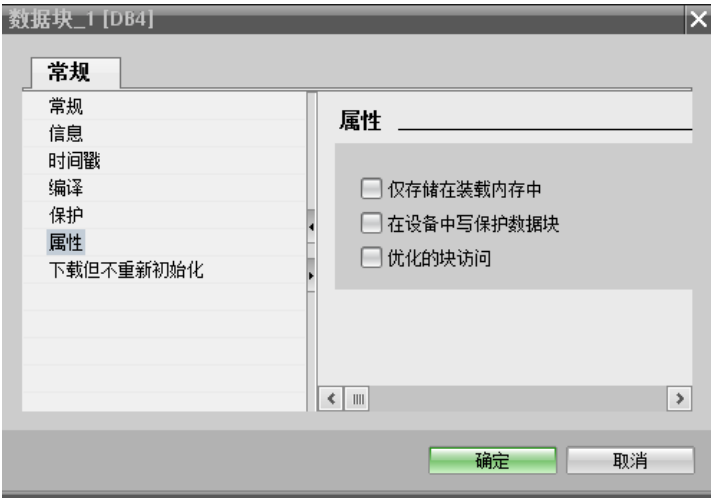 数据块_1 [DB4]
常规
常规
信息
时间戳
编译
保护
属性
下载但不重新初始化
属性
仅存储在装载内存中
在设备中写保护数据块
优化的块访问
确定
取消